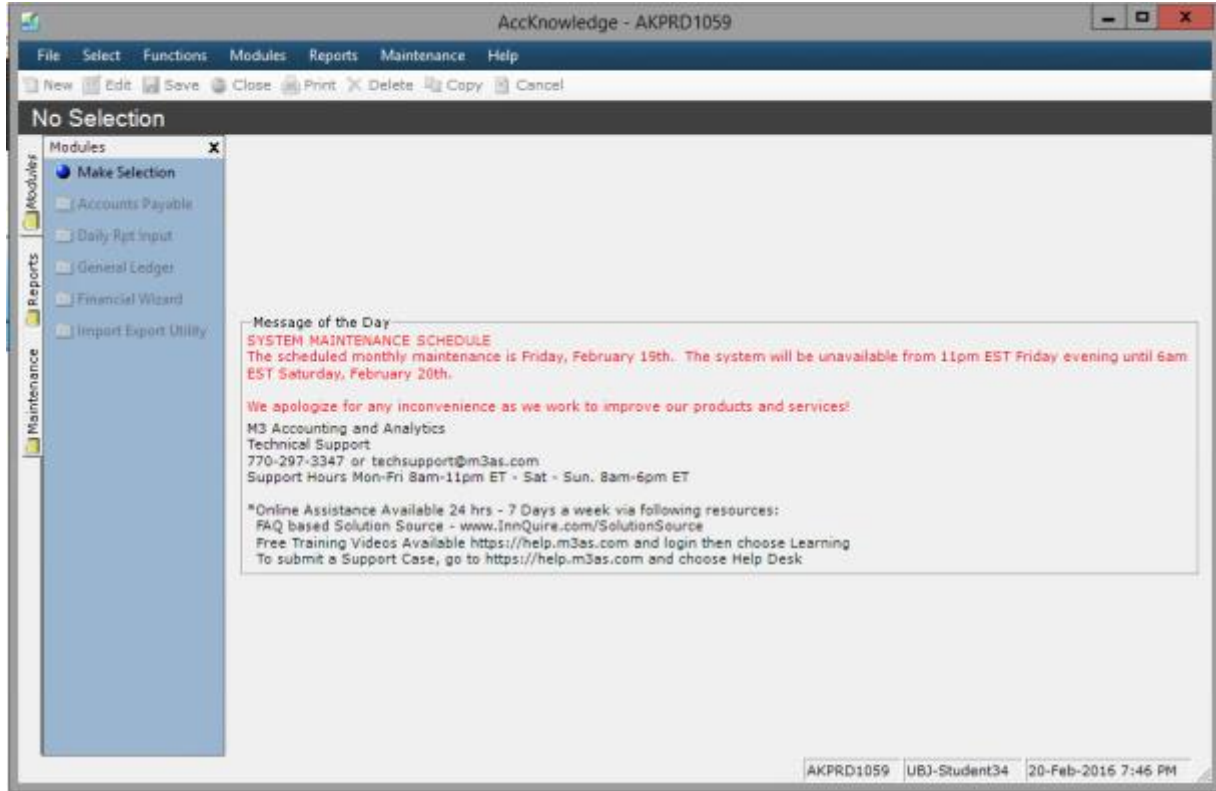 AccKnowledge - AKPRD1059
File Select Functions Modules Reports Maintenance Help
New Edit Save Close Print Delete Copy Cancel
No Selection
Modules
Reports
Maintenance
Modules X
Make Selection
Accounts Payable
Daily Rpt Input
General Ledger
Financial Wizard
Import Export Utility
Message of the Day
SYSTEM MAINTENANCE SCHEDULE
The scheduled monthly maintenance is Friday, February 19th. The system will be unavailable from 11pm EST Friday evening until 6am
EST Saturday, February 20th.
We apologize for any inconvenience as we work to improve our products and services!
M3 Accounting and Analytics
Technical Support
770-297-3347 or techsupport@m3as.com
Support Hours Mon-Fri 8am-11pm ET - Sat - Sun. 8am-6pm ET
*Online Assistance Available 24 hrs - 7 Days a week via following resources:
FAQ based Solution Source - www.InnQuire.com/SolutionSource
Free Training Videos Available https://help.m3as.com and login then choose Learning
To submit a Support Case, go to https://help.m3as.com and choose Help Desk
AKPRD1059 UBJ-Student34 20-Feb-2016 7:46 PM